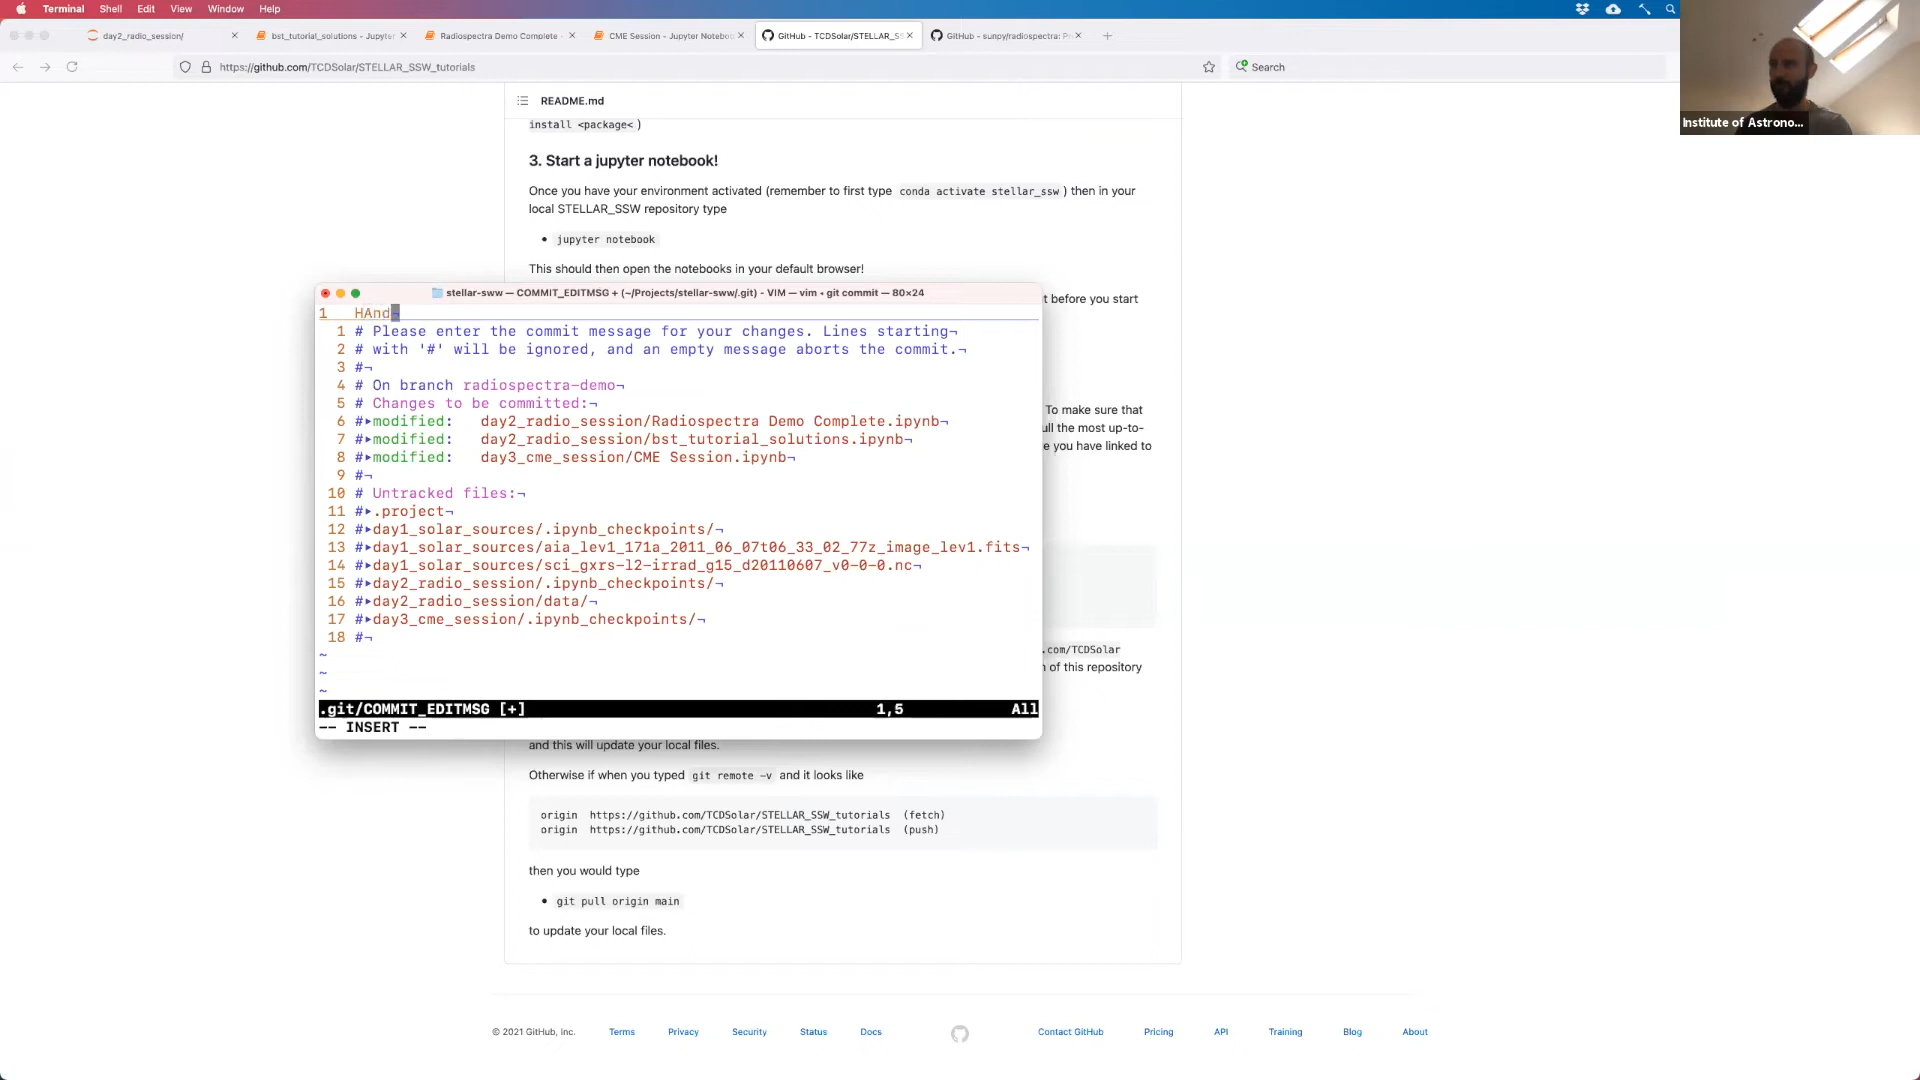 Terminal Shell Edit View Window Help
day2_radio_session/
bst_tutorial_solutions - Jupyter
Radiospectra Demo Complete -
CME Session - Jupyter Notebo
GitHub - TCDSolar/STELLAR_SS
GitHub - sunpy/radiospectra: P
https://github.com/TCDSolar/STELLAR_SSW_tutorials
Search
Institute of Astrono...
README.md
install <package< )
3. Start a jupyter notebook!
Once you have your environment activated (remember to first type conda activate stellar_ssw ) then in your
local STELLAR_SSW repository type
jupyter notebook
This should then open the notebooks in your default browser!
t before you start
To make sure that
ull the most up-to-
e you have linked to
.com/TCDSolar
n of this repository
stellar-sww — COMMIT_EDITMSG + (~/Projects/stellar-sww/.git) - VIM — vim ◂ git commit — 80×24
1 HAnd¬
1 # Please enter the commit message for your changes. Lines starting¬
2 # with '#' will be ignored, and an empty message aborts the commit.¬
3 #¬
4 # On branch radiospectra-demo¬
5 # Changes to be committed:¬
6 #▸modified:   day2_radio_session/Radiospectra Demo Complete.ipynb¬
7 #▸modified:   day2_radio_session/bst_tutorial_solutions.ipynb¬
8 #▸modified:   day3_cme_session/CME Session.ipynb¬
9 #¬
10 # Untracked files:¬
11 #▸.project¬
12 #▸day1_solar_sources/.ipynb_checkpoints/¬
13 #▸day1_solar_sources/aia_lev1_171a_2011_06_07t06_33_02_77z_image_lev1.fits¬
14 #▸day1_solar_sources/sci_gxrs-l2-irrad_g15_d20110607_v0-0-0.nc¬
15 #▸day2_radio_session/.ipynb_checkpoints/¬
16 #▸day2_radio_session/data/¬
17 #▸day3_cme_session/.ipynb_checkpoints/¬
18 #¬
~
~
~
.git/COMMIT_EDITMSG [+] 1,5 All
-- INSERT --
and this will update your local files.
Otherwise if when you typed git remote -v and it looks like
origin https://github.com/TCDSolar/STELLAR_SSW_tutorials (fetch)
origin https://github.com/TCDSolar/STELLAR_SSW_tutorials (push)
then you would type
git pull origin main
to update your local files.
© 2021 GitHub, Inc. Terms Privacy Security Status Docs Contact GitHub Pricing API Training Blog About